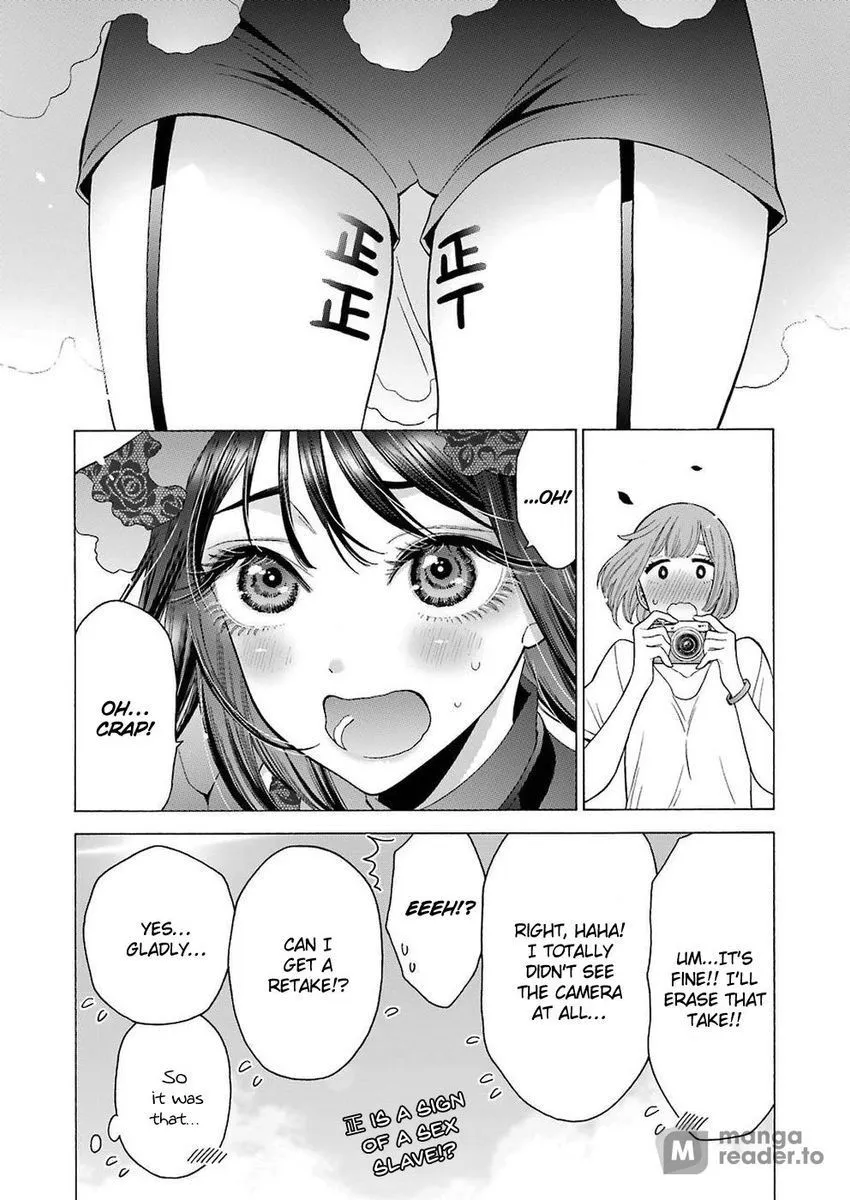 正
正
正
丅
...OH!
OH...
CRAP!
UM...IT'S
FINE!! I'LL
ERASE THAT
TAKE!!
RIGHT, HAHA!
I TOTALLY
DIDN'T SEE
THE CAMERA
AT ALL...
EEEH!?
CAN I
GET A
RETAKE!?
YES...
GLADLY...
So
it was
that...
正 IS A SIGN
OF A SEX
SLAVE!?
M manga
reader.to